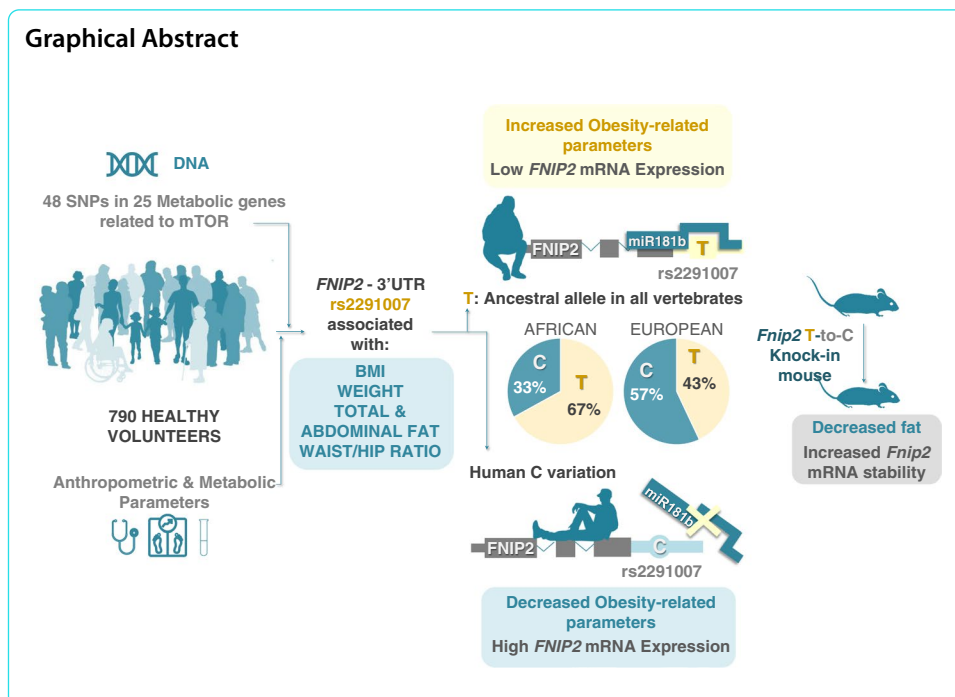 Graphical Abstract
DNA
48 SNPs in 25 Metabolic genes
related to mTOR
790 HEALTHY
VOLUNTEERS
Anthropometric & Metabolic
Parameters
FNIP2 - 3'UTR
rs2291007
associated
with:
BMI
WEIGHT
TOTAL &
ABDOMINAL FAT
WAIST/HIP RATIO
Increased Obesity-related
parameters
Low FNIP2 mRNA Expression
FNIP2
miR181b
T
rs2291007
T: Ancestral allele in all vertebrates
AFRICAN
C
33%
T
67%
EUROPEAN
C
57%
T
43%
Human C variation
miR181b
FNIP2
C
rs2291007
Decreased Obesity-related
parameters
High FNIP2 mRNA Expression
Fnip2 T-to-C
Knock-in
mouse
Decreased fat
Increased Fnip2
mRNA stability